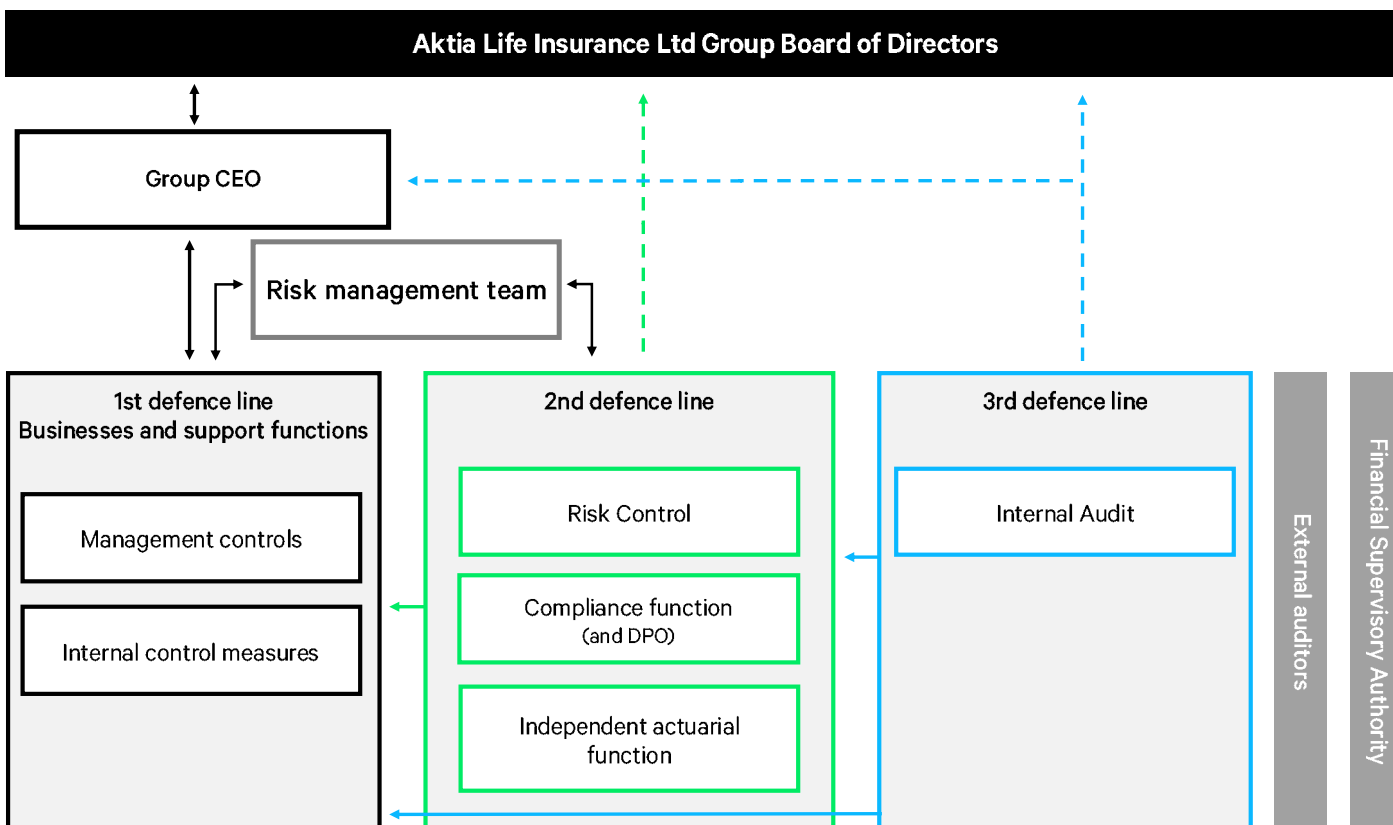 Aktia Life Insurance Ltd Group Board of Directors
Group CEO
Risk management team
1st defence line
Businesses and support functions
Management controls
Internal control measures
2nd defence line
Risk Control
Compliance function
(and DPO)
Independent actuarial
function
3rd defence line
Internal Audit
External auditors
Financial Supervisory Authority